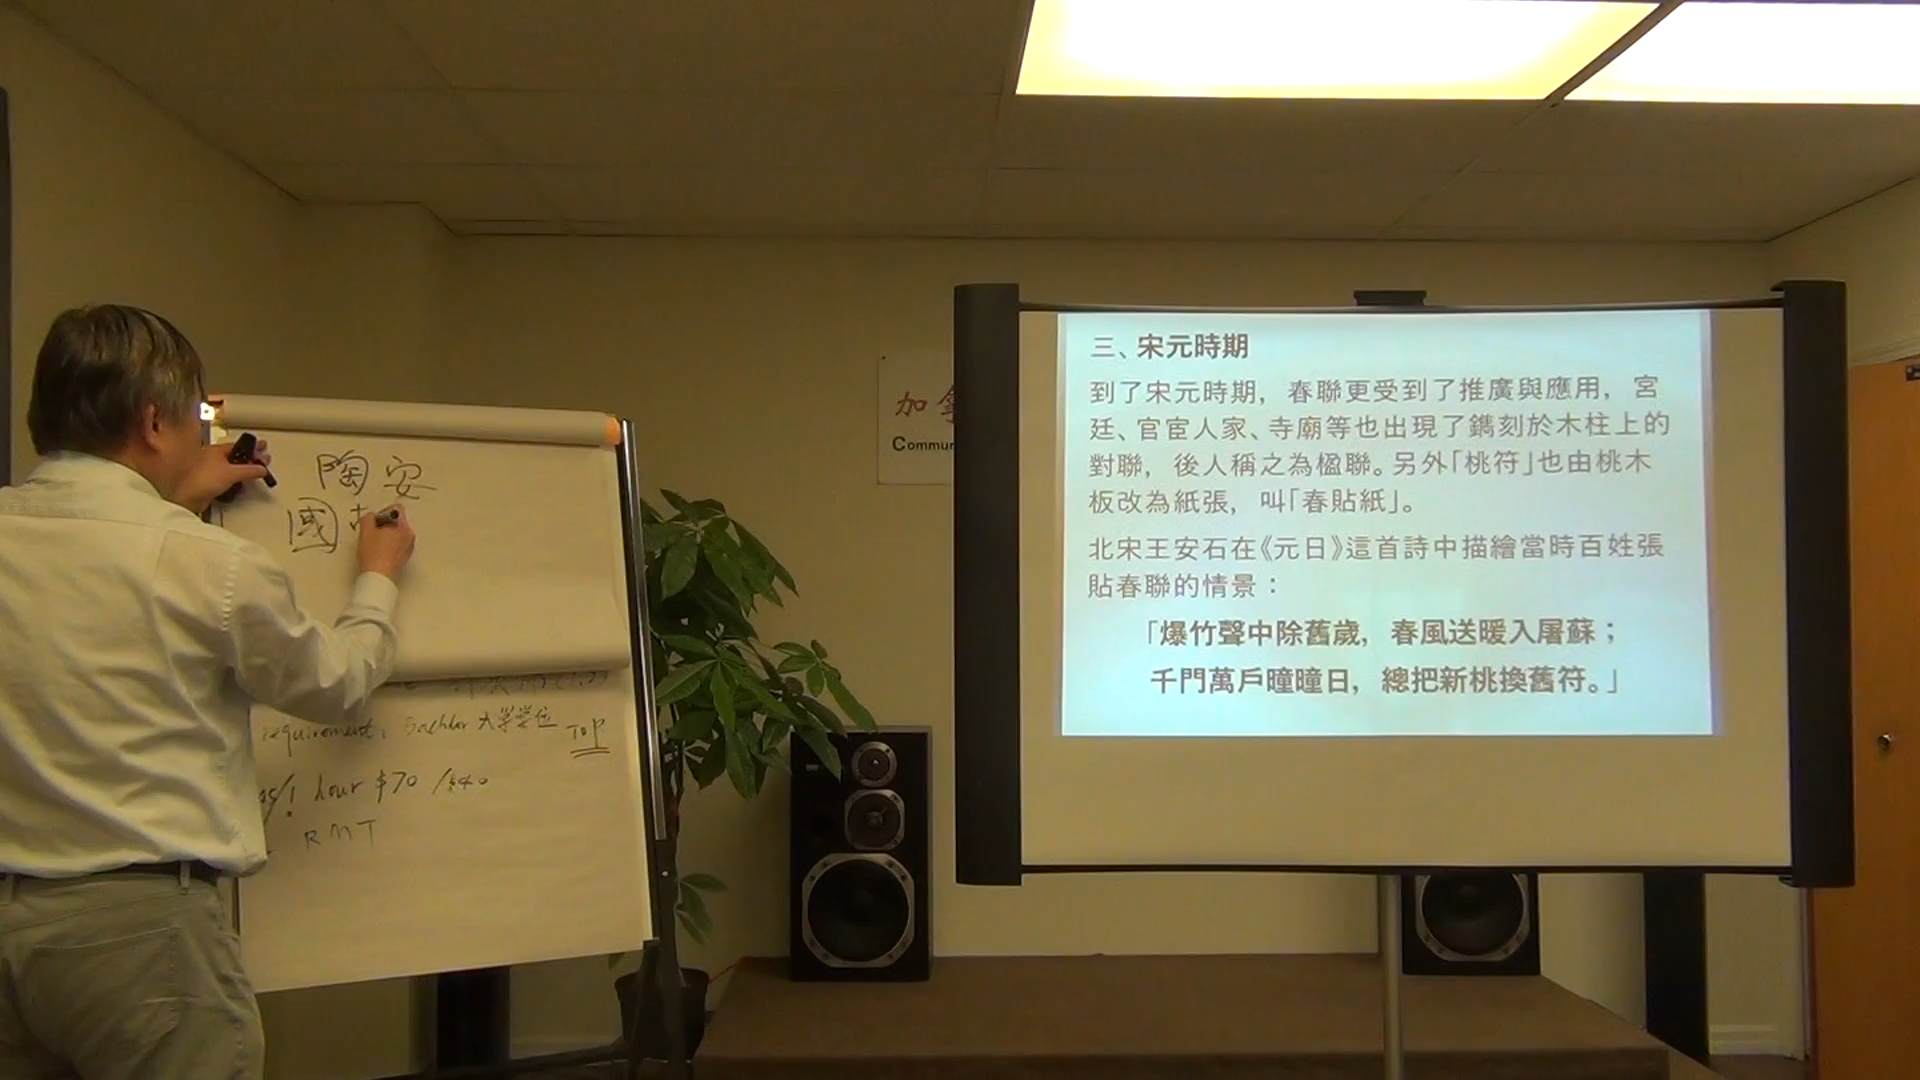 陶安
國
requirement, Bachlor 大學學位
TOP
/1 hour $70 /$40
RMT
加
Commun
三、宋元時期
到了宋元時期，春聯更受到了推廣與應用，宮
廷、官宦人家、寺廟等也出現了鐫刻於木柱上的
對聯，後人稱之為楹聯。另外「桃符」也由桃木
板改為紙張，叫「春貼紙」。
北宋王安石在《元日》這首詩中描繪當時百姓張
貼春聯的情景：
「爆竹聲中除舊歲，春風送暖入屠蘇；
千門萬戶曈曈日，總把新桃換舊符。」